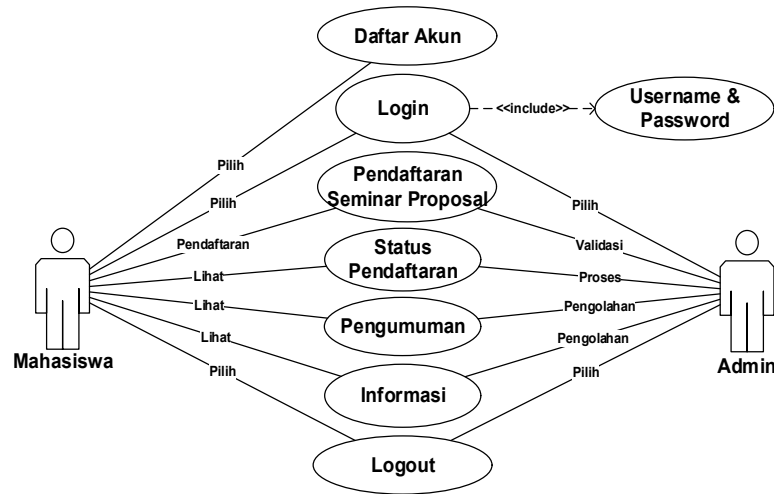 Daftar Akun
Login
<<include>>
Username &
Password
Pilih
Pilih
Pendaftaran
Seminar Proposal
Pilih
Pendaftaran
Validasi
Status
Pendaftaran
Lihat
Proses
Lihat
Pengumuman
Pengolahan
Lihat
Pengolahan
Mahasiswa
Admin
Pilih
Informasi
Pilih
Logout